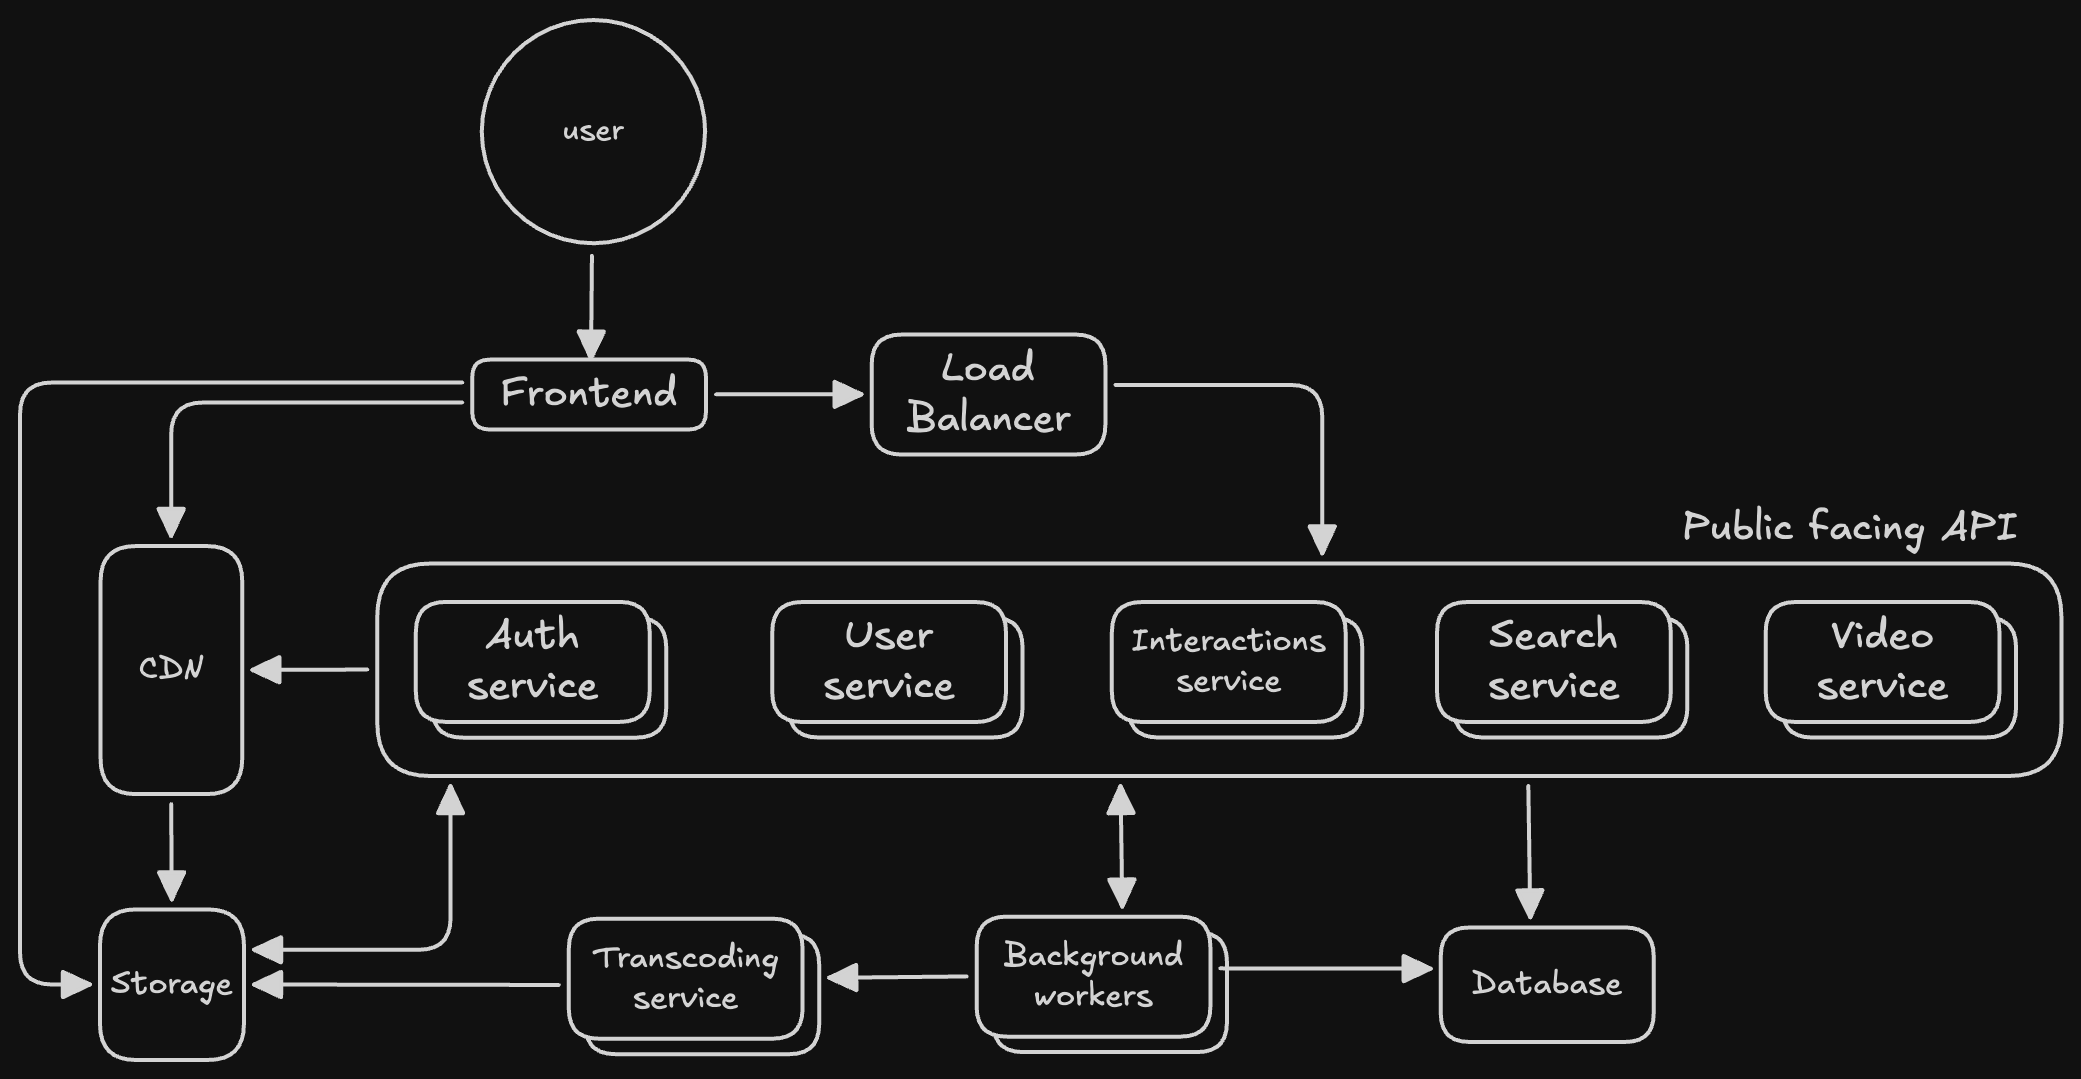 user
Frontend
Load
Balancer
Public facing API
CDN
Auth
service
User
service
Interactions
service
Search
service
Video
service
Storage
Transcoding
service
Background
workers
Database